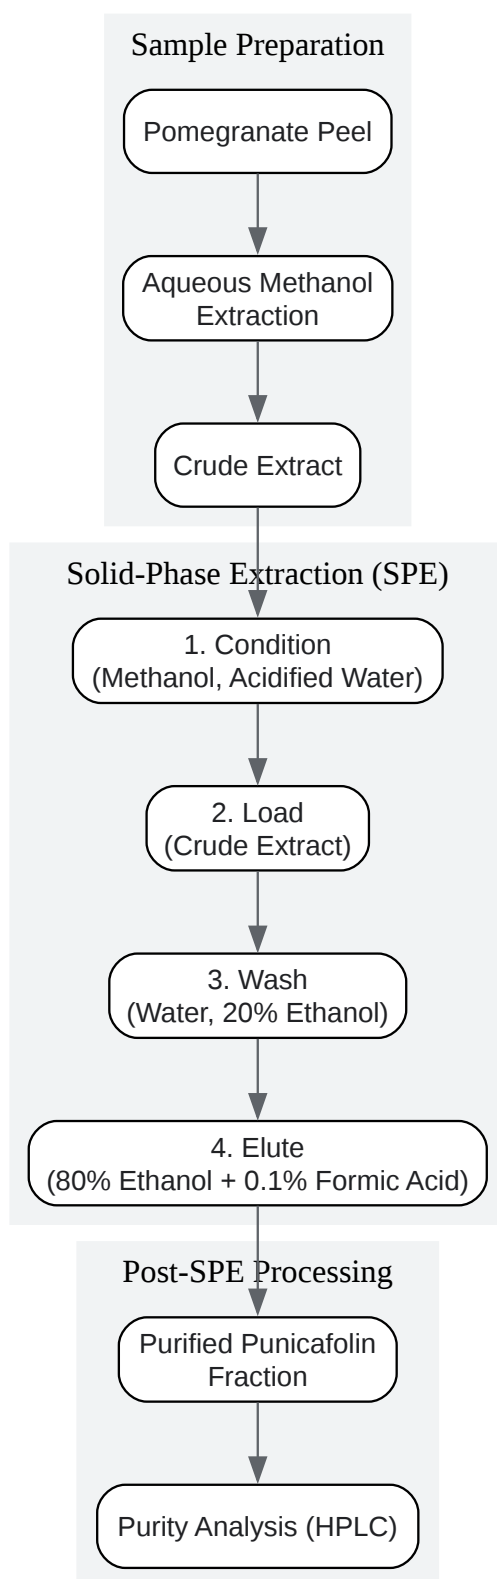 Sample Preparation
Pomegranate Peel
Aqueous Methanol
Extraction
Crude Extract
Solid-Phase Extraction (SPE)
1. Condition
(Methanol, Acidified Water)
2. Load
(Crude Extract)
3. Wash
(Water, 20% Ethanol)
4. Elute
(80% Ethanol + 0.1% Formic Acid)
Post-SPE Processing
Purified Punicafolin
Fraction
Purity Analysis (HPLC)